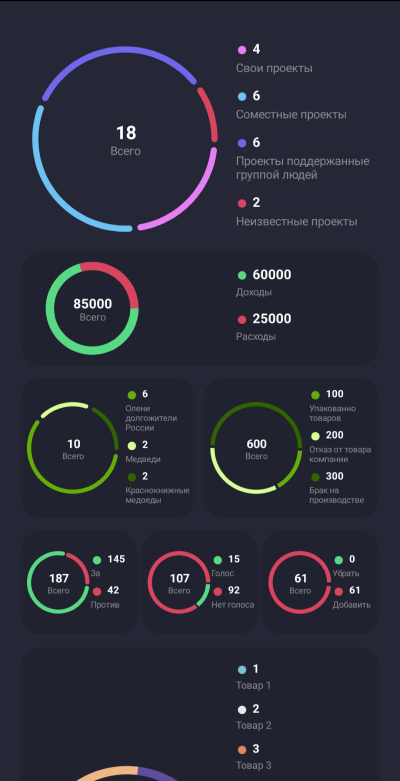 18
Всего
4
Свои проекты
6
Соместные проекты
6
Проекты поддержанные
группой людей
2
Неизвестные проекты
85000
Всего
60000
Доходы
25000
Расходы
10
Всего
6
Олени
долгожители
России
2
Медведи
2
Краснокнижные
медоеды
600
Всего
100
Упакованно
товаров
200
Отказ от товара
компании
300
Брак на
производстве
187
Всего
145
За
42
Против
107
Всего
15
Голос
92
Нет голоса
61
Всего
0
Убрать
61
Добавить
1
Товар 1
2
Товар 2
3
Товар 3